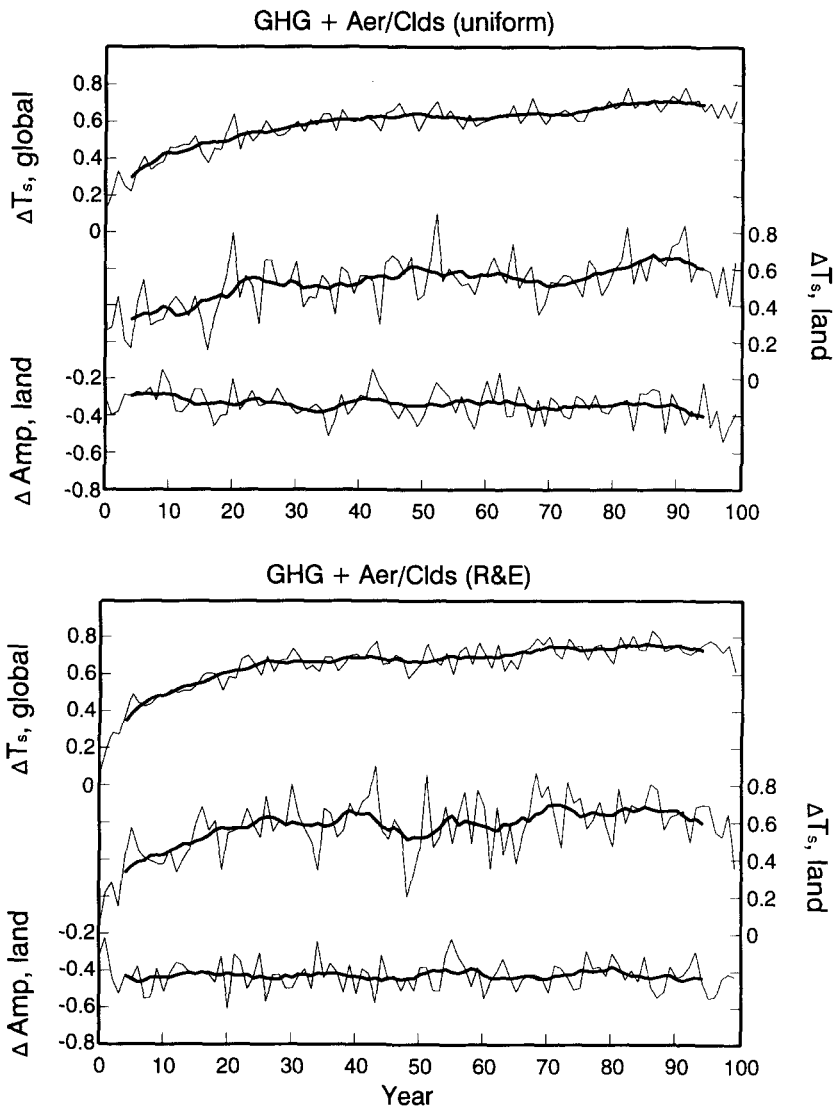 GHG + Aer/Clds (uniform)
ΔTs, global
0.8
0.6
0.4
0.2
0
ΔTs, land
0.8
0.6
0.4
0.2
0
Δ Amp, land
-0.2
-0.4
-0.6
-0.8
0 10 20 30 40 50 60 70 80 90 100
GHG + Aer/Clds (R&E)
ΔTs, global
0.8
0.6
0.4
0.2
0
ΔTs, land
0.8
0.6
0.4
0.2
0
Δ Amp, land
-0.2
-0.4
-0.6
-0.8
0 10 20 30 40 50 60 70 80 90 100
Year